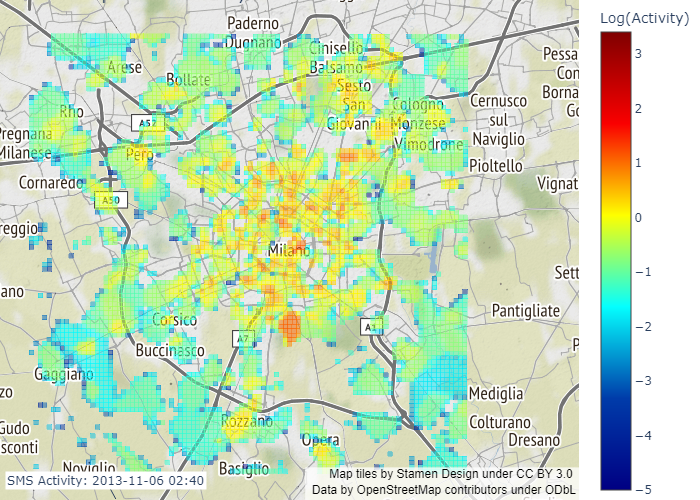 Log(Activity)
Paderno
Dugnano
Cinisello
Balsamo
Pessa
Con
Borna
Go
Arese
Bollate
Sesto
San
Giovanni
Cologno
Monzese
Cernusco
sul
Naviglio
Rho
A52
Pregnana
Milanese
Pero
Vimodrone
Pioltello
Cornaredo
A50
Vignat
reggio
Milano
Sett
ano
Pantigliate
Corsico
A7
A1
Buccinasco
P
Gaggiano
zo
Mediglia
Gudo
sconti
Rozzano
Colturano
Dresano
Opera
Noviglio
Basiglio
SMS Activity: 2013-11-06 02:40
Map tiles by Stamen Design under CC BY 3.0
Data by OpenStreetMap contributors under ODbL
3
2
1
0
−1
−2
−3
−4
−5